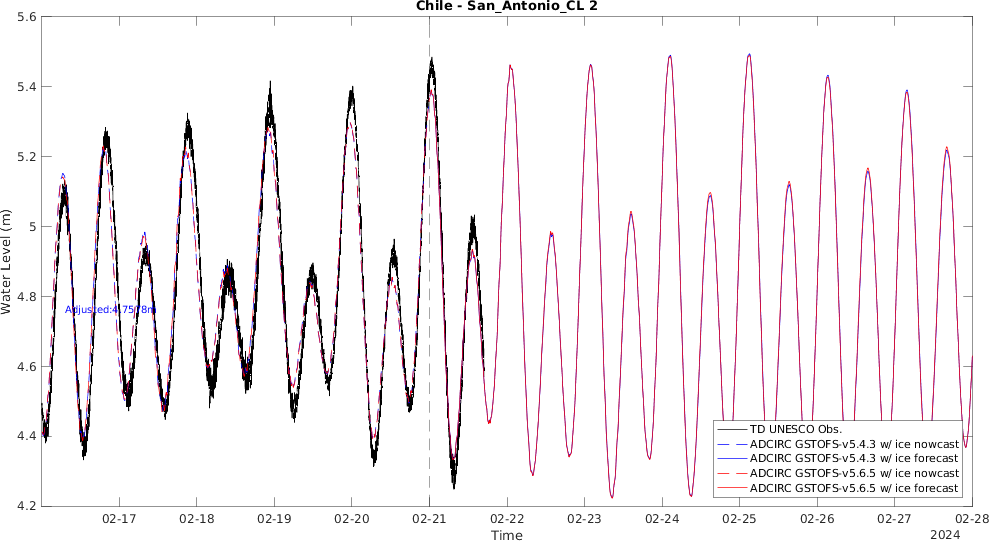 Chile - San_Antonio_CL 2
5.6
5.4
5.2
5
4.8
4.6
4.4
4.2
Water Level (m)
Adjusted:4.7578m
TD UNESCO Obs.
ADCIRC GSTOFS-v5.4.3 w/ ice nowcast
ADCIRC GSTOFS-v5.4.3 w/ ice forecast
ADCIRC GSTOFS-v5.6.5 w/ ice nowcast
ADCIRC GSTOFS-v5.6.5 w/ ice forecast
02-17 02-18 02-19 02-20 02-21 02-22 02-23 02-24 02-25 02-26 02-27 02-28
Time 2024